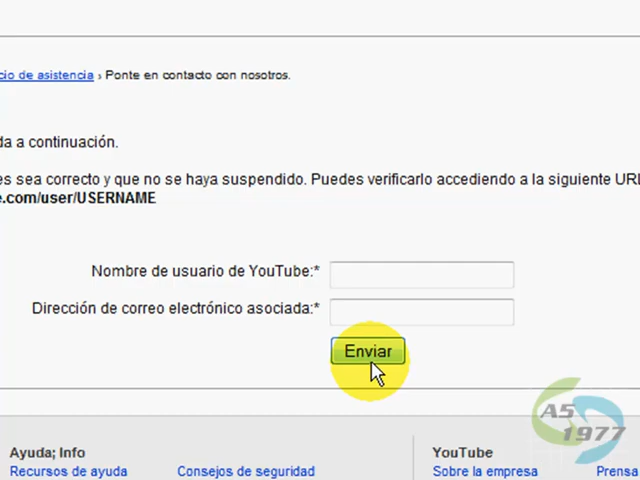 cio de asistencia › Ponte en contacto con nosotros.
da a continuación.
es sea correcto y que no se haya suspendido. Puedes verificarlo accediendo a la siguiente URL
e.com/user/USERNAME
Nombre de usuario de YouTube:*
Dirección de correo electrónico asociada:*
Enviar
A5
1977
Ayuda; Info
YouTube
Recursos de ayuda
Consejos de seguridad
Sobre la empresa
Prensa